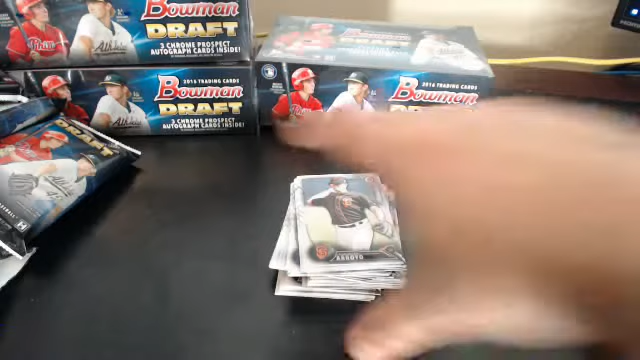 Bowman
DRAFT
3 CHROME PROSPECT
AUTOGRAPH CARDS INSIDE!
2016 TRADING CARDS
Bowman
DRAFT
3 CHROME PROSPECT
AUTOGRAPH CARDS INSIDE!
2016 TRADING CARDS
Bowman
DRAFT
ARROYO